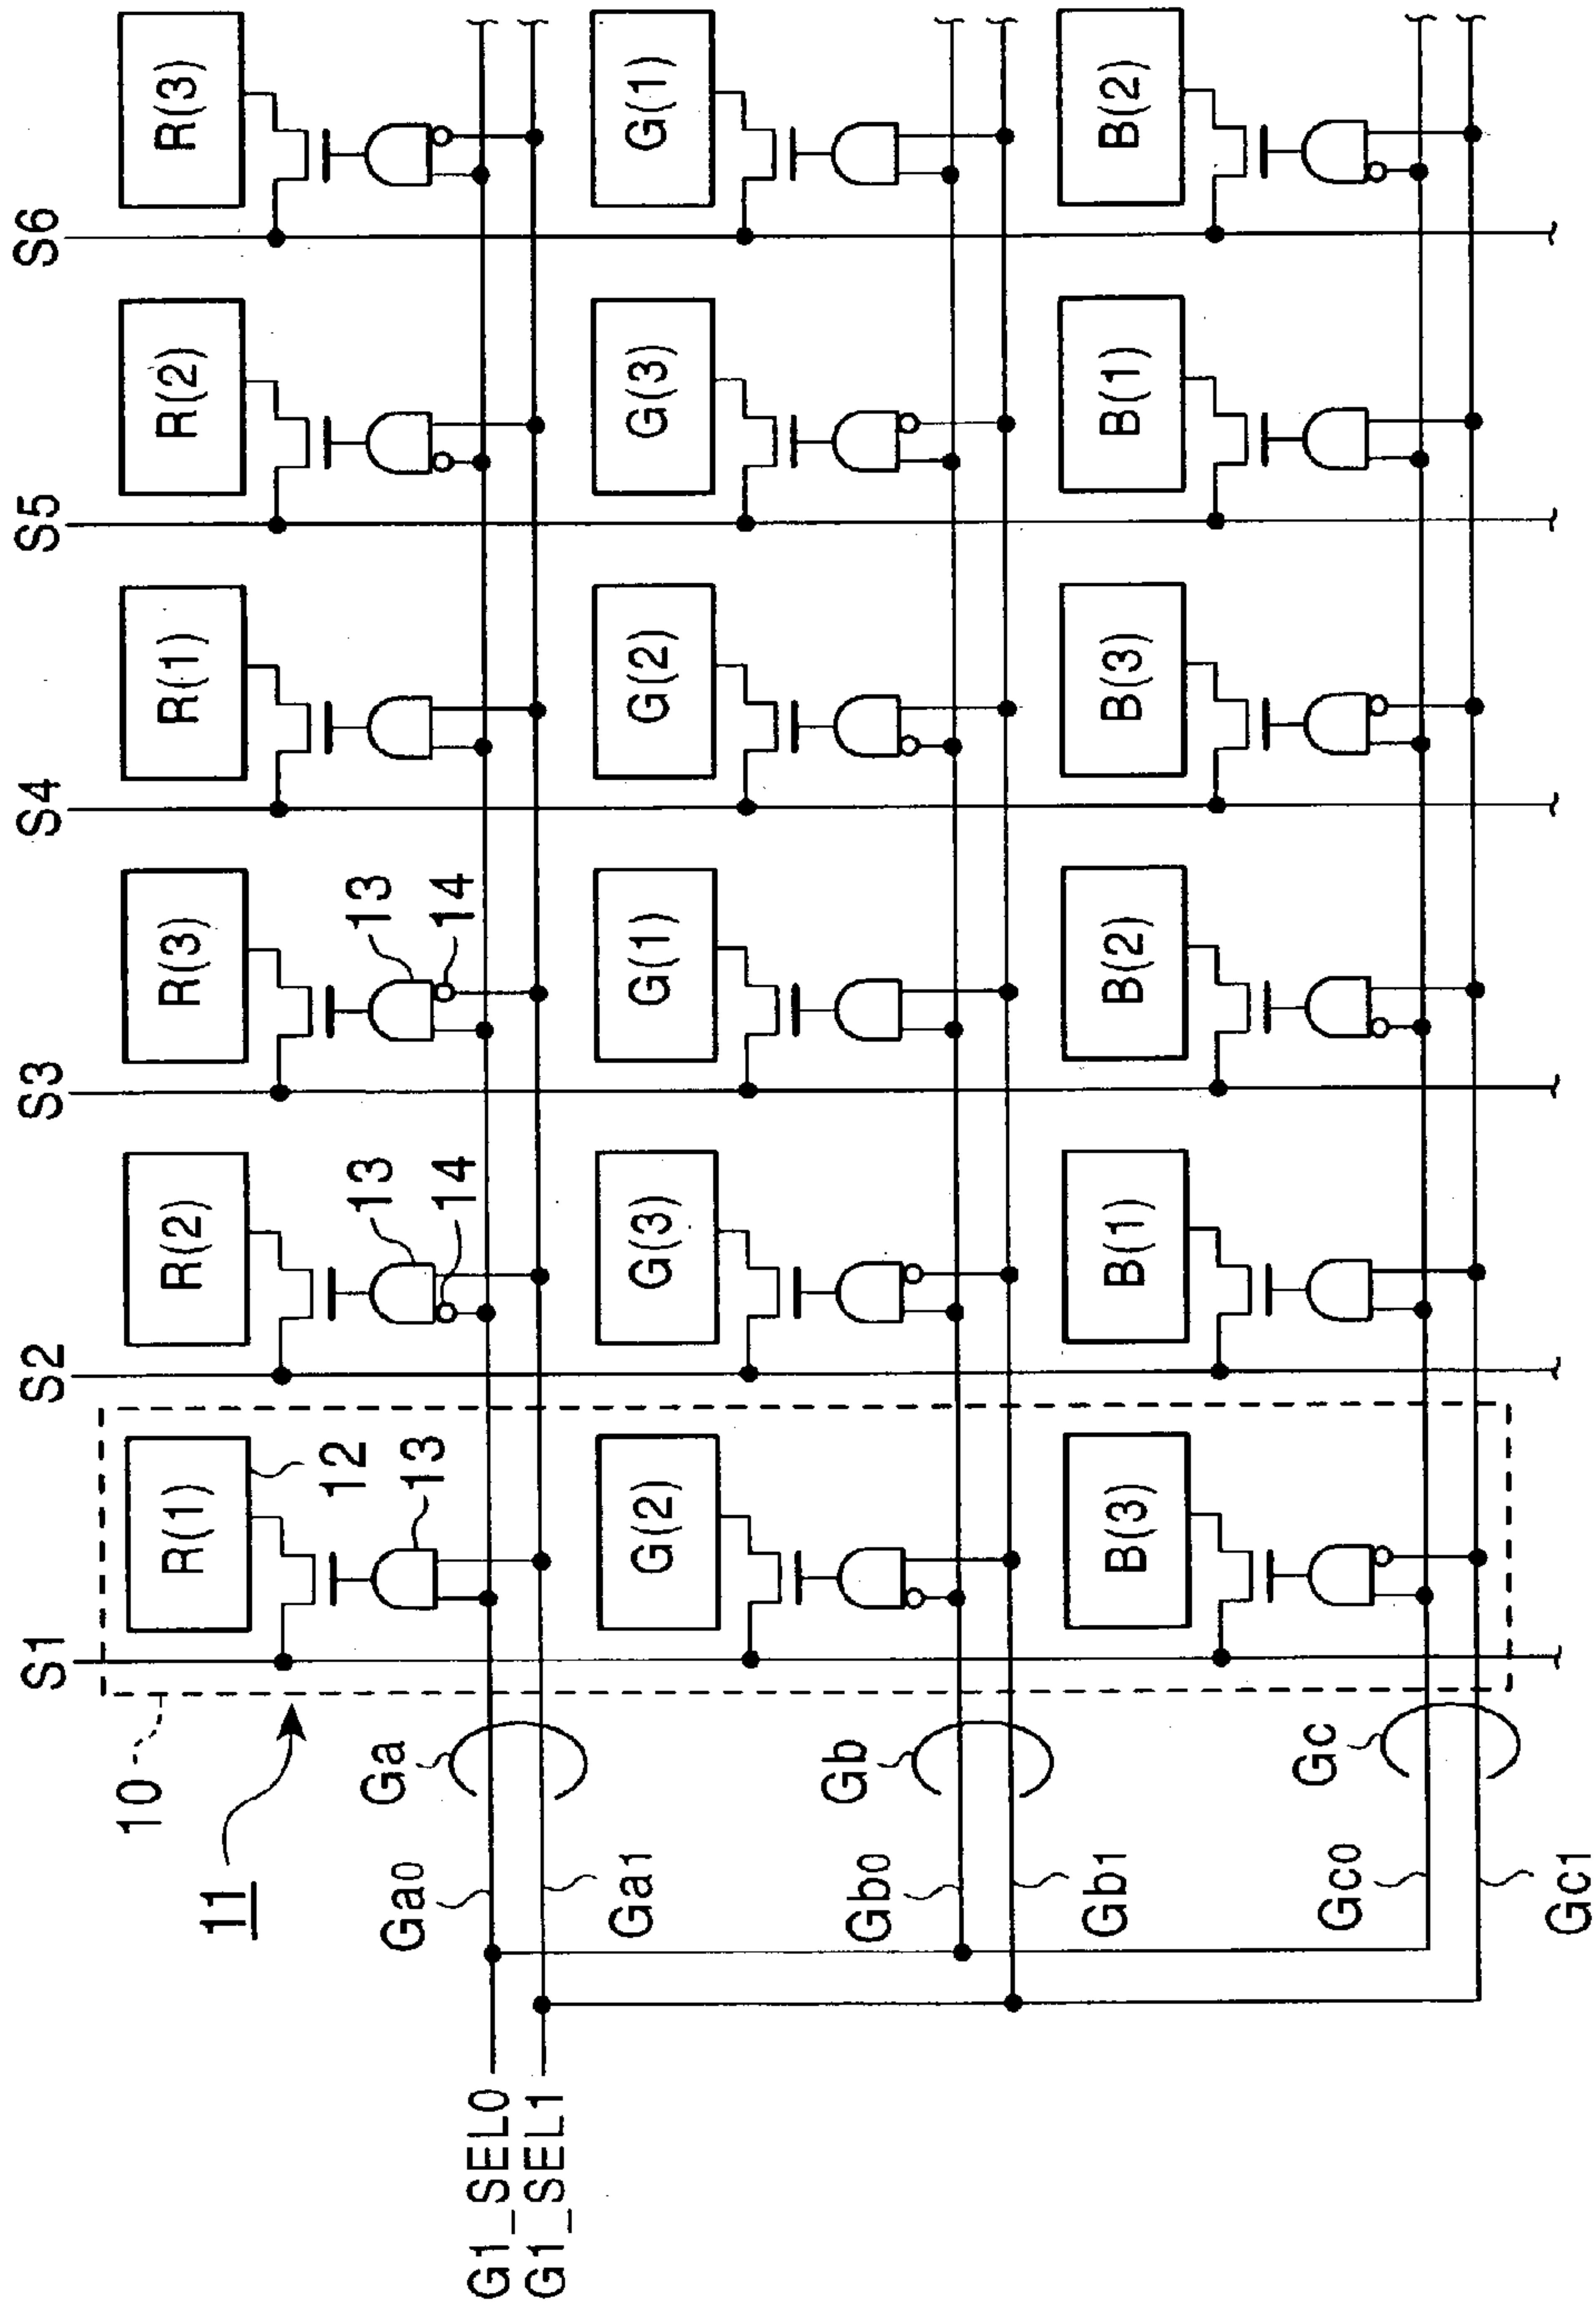 S1
S2
S3
S4
S5
S6
10
11
R(1)
R(2)
R(3)
R(1)
R(2)
R(3)
12
13
13
14
13
14
Ga
Ga0
Ga1
G1_SEL0
G1_SEL1
G(2)
G(3)
G(1)
G(2)
G(3)
G(1)
Gb
Gb0
Gb1
B(3)
B(1)
B(2)
B(3)
B(1)
B(2)
Gc
Gc0
Gc1